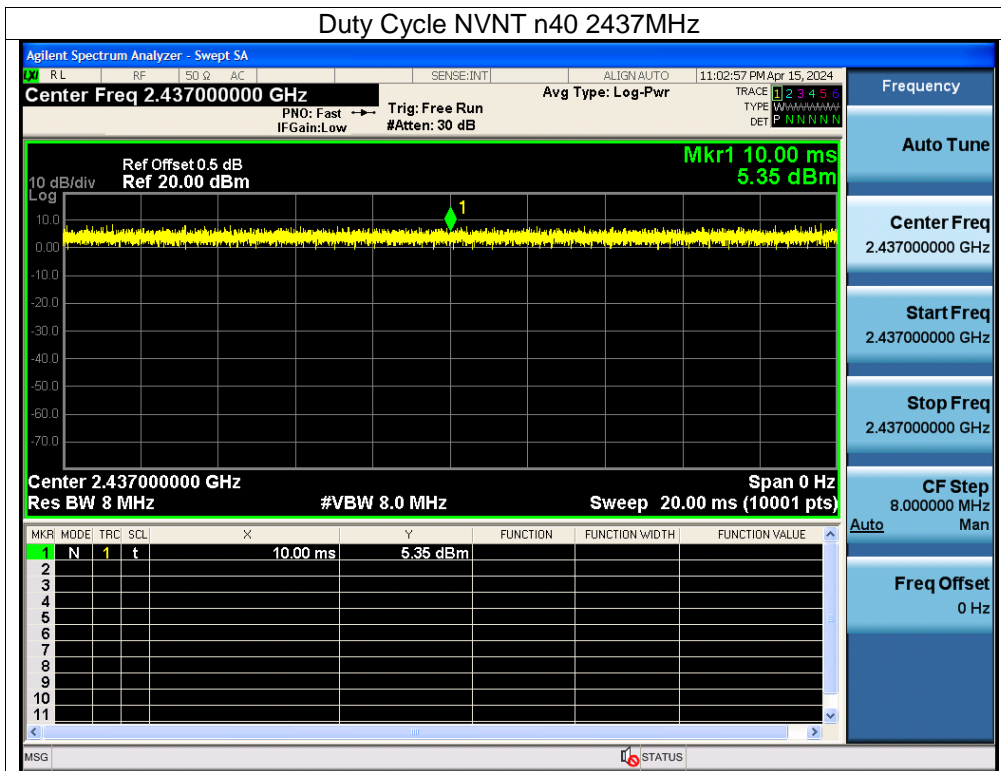 Duty Cycle NVNT n40 2437MHz
Agilent Spectrum Analyzer - Swept SA
LXI RL RF 50 Ω AC SENSE:INT ALIGN AUTO 11:02:57 PM Apr 15, 2024
Center Freq 2.437000000 GHz Avg Type: Log-Pwr TRACE 1 2 3 4 5 6
PNO: Fast Trig: Free Run TYPE WWWWWW
IFGain:Low #Atten: 30 dB DET P N N N N N
Mkr1 10.00 ms
5.35 dBm
Ref Offset 0.5 dB
10 dB/div Ref 20.00 dBm
Log
1
10.0
0.00
-10.0
-20.0
-30.0
-40.0
-50.0
-60.0
-70.0
Center 2.437000000 GHz Span 0 Hz
Res BW 8 MHz #VBW 8.0 MHz Sweep 20.00 ms (10001 pts)
MKR MODE TRC SCL X Y FUNCTION FUNCTION WIDTH FUNCTION VALUE
1 N 1 t 10.00 ms 5.35 dBm
2
3
4
5
6
7
8
9
10
11
MSG STATUS
Frequency
Auto Tune
Center Freq
2.437000000 GHz
Start Freq
2.437000000 GHz
Stop Freq
2.437000000 GHz
CF Step
8.000000 MHz
Auto Man
Freq Offset
0 Hz